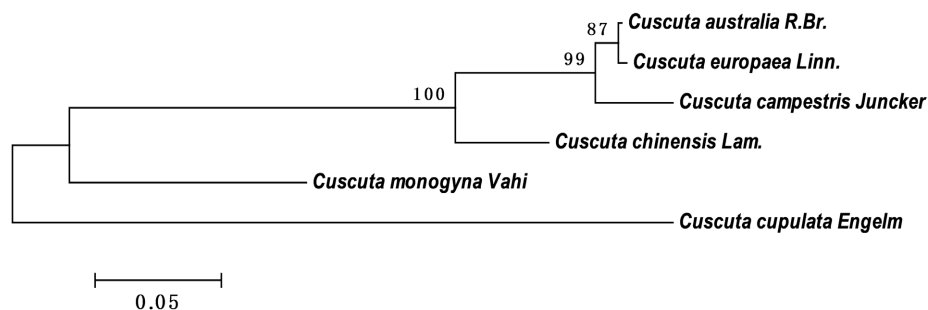 87
Cuscuta australia R.Br.
Cuscuta europaea Linn.
99
Cuscuta campestris Juncker
100
Cuscuta chinensis Lam.
Cuscuta monogyna Vahi
Cuscuta cupulata Engelm
0.05